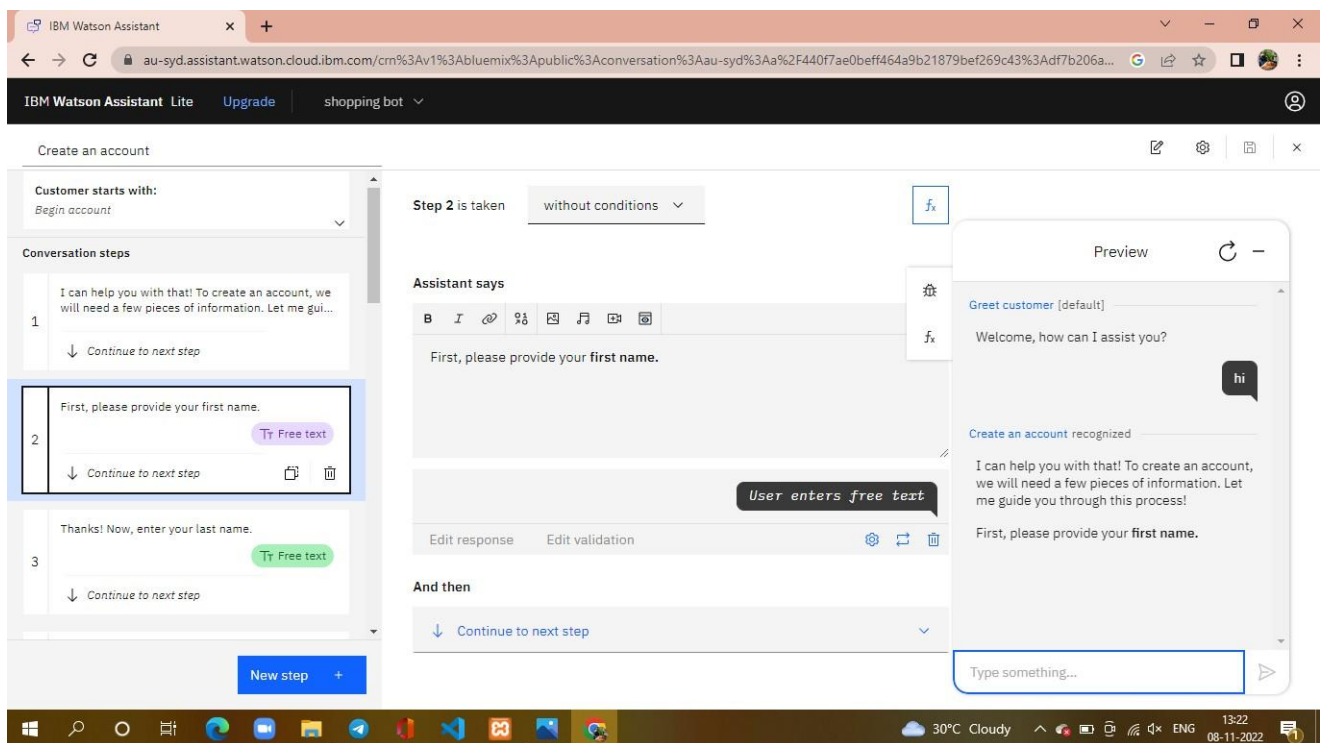 IBM Watson Assistant
au-syd.assistant.watson.cloud.ibm.com/crn%3Av1%3Abluemix%3Apublic%3Aconversation%3Aau-syd%3Aa%2F440f7ae0beff464a9b21879bef269c43%3Adf7b206a...
IBM Watson Assistant Lite Upgrade shopping bot
Create an account
Customer starts with:
Begin account
Conversation steps
1
I can help you with that! To create an account, we
will need a few pieces of information. Let me gui...
Continue to next step
2
First, please provide your first name.
Free text
Continue to next step
3
Thanks! Now, enter your last name.
Free text
Continue to next step
New step +
Step 2 is taken without conditions
fx
Assistant says
B I
fx
First, please provide your first name.
User enters free text
Edit response Edit validation
And then
Continue to next step
Preview
Greet customer [default]
Welcome, how can I assist you?
hi
Create an account recognized
I can help you with that! To create an account,
we will need a few pieces of information. Let
me guide you through this process!
First, please provide your first name.
Type something...
30°C Cloudy ENG 13:22
08-11-2022